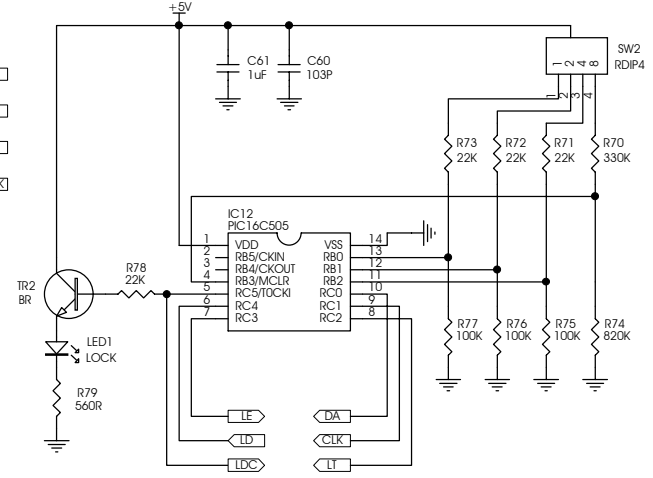 +5V
SW2
RDIP4
1 2 4 8
1 2 3 4
C61
1uF
C60
103P
R73
22K
R72
22K
R71
22K
R70
330K
IC12
PIC16C505
1 VDD
2 RB5/CKIN
3 RB4/CKOUT
4 RB3/MCLR
5 RC5/T0CKI
6 RC4
7 RC3
VSS 14
RB0 13
RB1 12
RB2 11
RC0 10
RC1 9
RC2 8
R78
22K
TR2
BR
LED1
LOCK
R79
560R
R77
100K
R76
100K
R75
100K
R74
820K
LE
DA
LD
CLK
LDC
LT